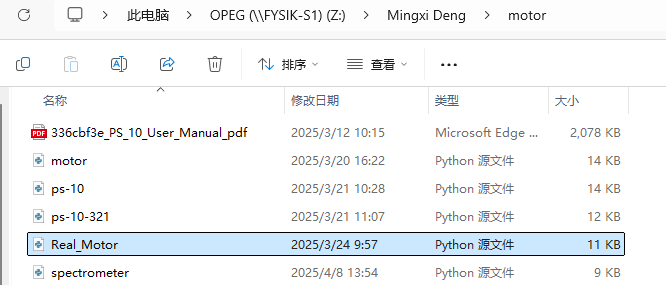 此电脑 > OPEG (\\FYSIK-S1) (Z:) > Mingxi Deng > motor
排序 查看 ...
名称 修改日期 类型 大小
336cbf3e_PS_10_User_Manual_pdf 2025/3/12 10:15 Microsoft Edge ... 2,078 KB
motor 2025/3/20 16:22 Python 源文件 14 KB
ps-10 2025/3/21 10:28 Python 源文件 14 KB
ps-10-321 2025/3/21 11:07 Python 源文件 12 KB
Real_Motor 2025/3/24 9:57 Python 源文件 11 KB
spectrometer 2025/4/8 13:54 Python 源文件 9 KB